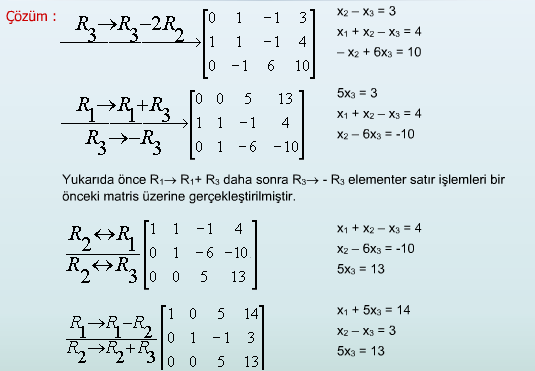 Çözüm :
R3→R3−2R2
0 1 −1 3
1 1 −1 4
0 −1 6 10
x2 – x3 = 3
x1 + x2 – x3 = 4
– x2 + 6x3 = 10
R1→R1+R3
R3→−R3
0 0 5 13
1 1 −1 4
0 1 −6 −10
5x3 = 3
x1 + x2 – x3 = 4
x2 – 6x3 = -10
Yukarıda önce R1→ R1+ R3 daha sonra R3→ - R3 elementer satır işlemleri bir
önceki matris üzerine gerçekleştirilmiştir.
R2↔R1
R2↔R3
1 1 −1 4
0 1 −6 −10
0 0 5 13
x1 + x2 – x3 = 4
x2 – 6x3 = -10
5x3 = 13
R1→R1−R2
R2→R2+R3
1 0 5 14
0 1 −1 3
0 0 5 13
x1 + 5x3 = 14
x2 – x3 = 3
5x3 = 13